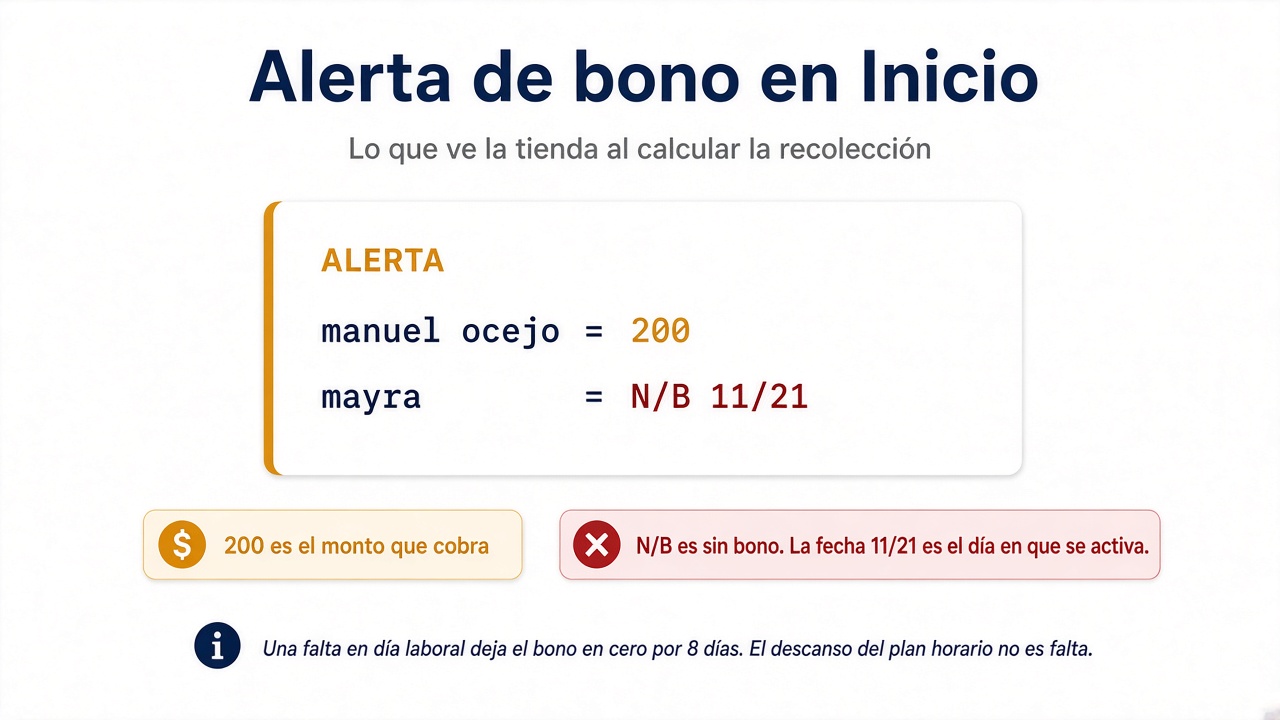 Alerta de bono en Inicio
Lo que ve la tienda al calcular la recolección
ALERTA
manuel ocejo = 200
mayra = N/B 11/21
$ 200 es el monto que cobra
N/B es sin bono. La fecha 11/21 es el día en que se activa.
i Una falta en día laboral deja el bono en cero por 8 días. El descanso del plan horario no es falta.